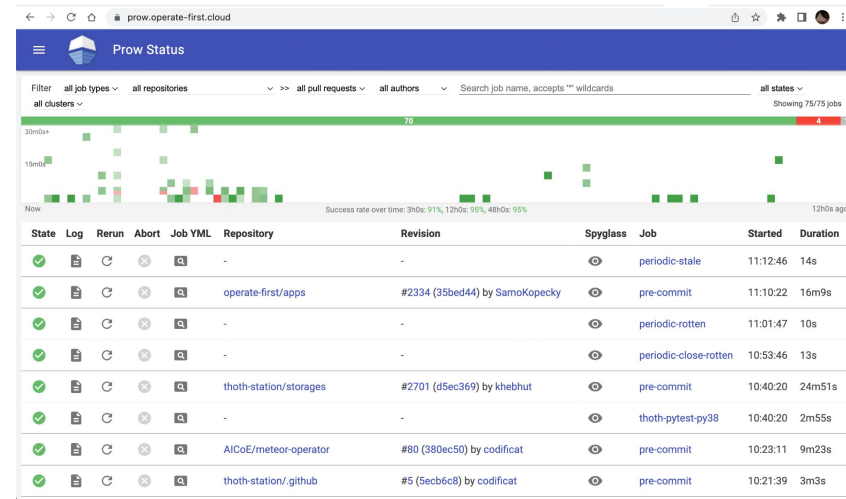 prow.operate-first.cloud
Prow Status
Filter all job types all repositories >> all pull requests all authors Search job name, accepts '*' wildcards all states
all clusters Showing 75/75 jobs
70 4
30m0s+
15m0s
Now Success rate over time: 3h0s: 91%, 12h0s: 95%, 48h0s: 95% 12h0s ago
State Log Rerun Abort Job YML Repository Revision Spyglass Job Started Duration
- - periodic-stale 11:12:46 14s
operate-first/apps #2334 (35bed44) by SamoKopecky pre-commit 11:10:22 16m9s
- - periodic-rotten 11:01:47 10s
- - periodic-close-rotten 10:53:46 13s
thoth-station/storages #2701 (d5ec369) by khebhut pre-commit 10:40:20 24m51s
- - thoth-pytest-py38 10:40:20 2m55s
AICoE/meteor-operator #80 (380ec50) by codificat pre-commit 10:23:11 9m23s
thoth-station/.github #5 (5ecb6c8) by codificat pre-commit 10:21:39 3m3s